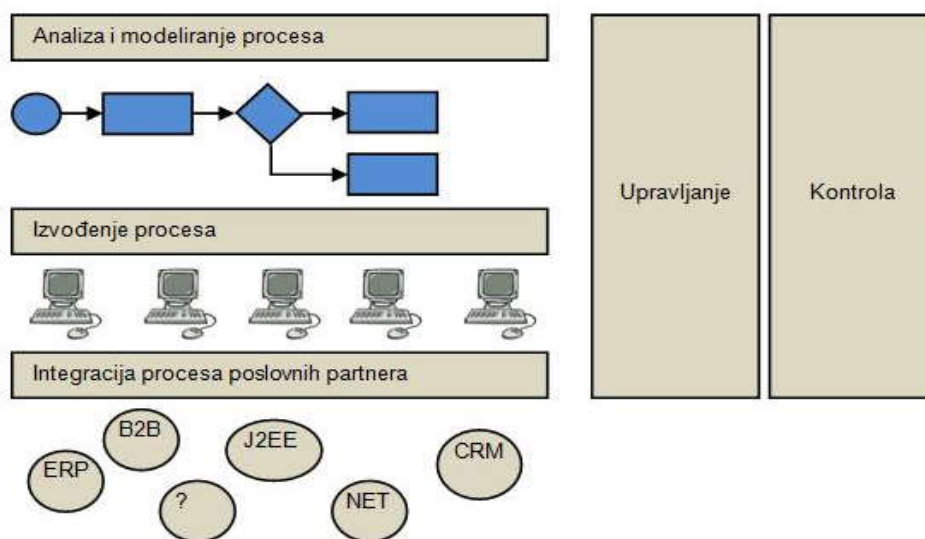 Analiza i modeliranje procesa
Izvođenje procesa
Integracija procesa poslovnih partnera
B2B
J2EE
CRM
ERP
?
NET
Upravljanje
Kontrola